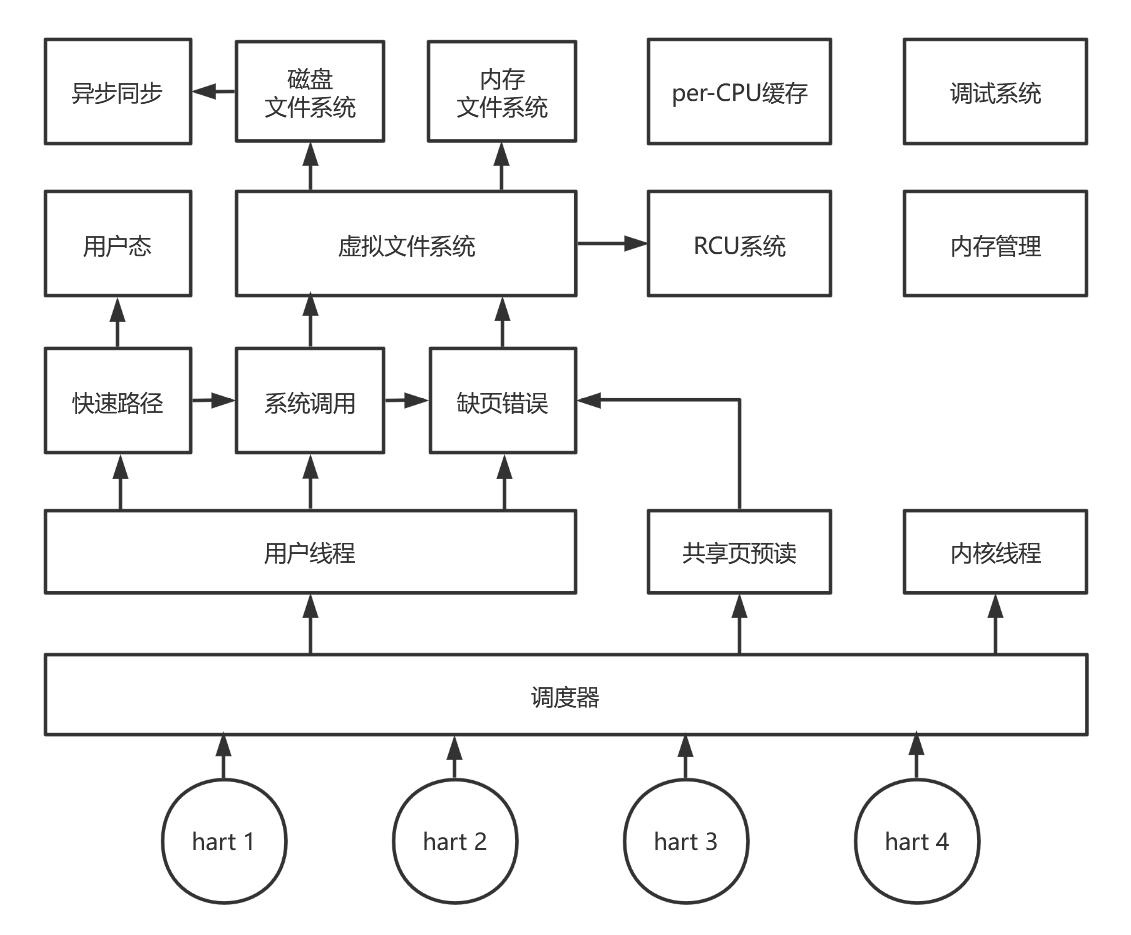 异步同步
磁盘
文件系统
内存
文件系统
per-CPU缓存
调试系统
用户态
虚拟文件系统
RCU系统
内存管理
快速路径
系统调用
缺页错误
用户线程
共享页预读
内核线程
调度器
hart 1
hart 2
hart 3
hart 4